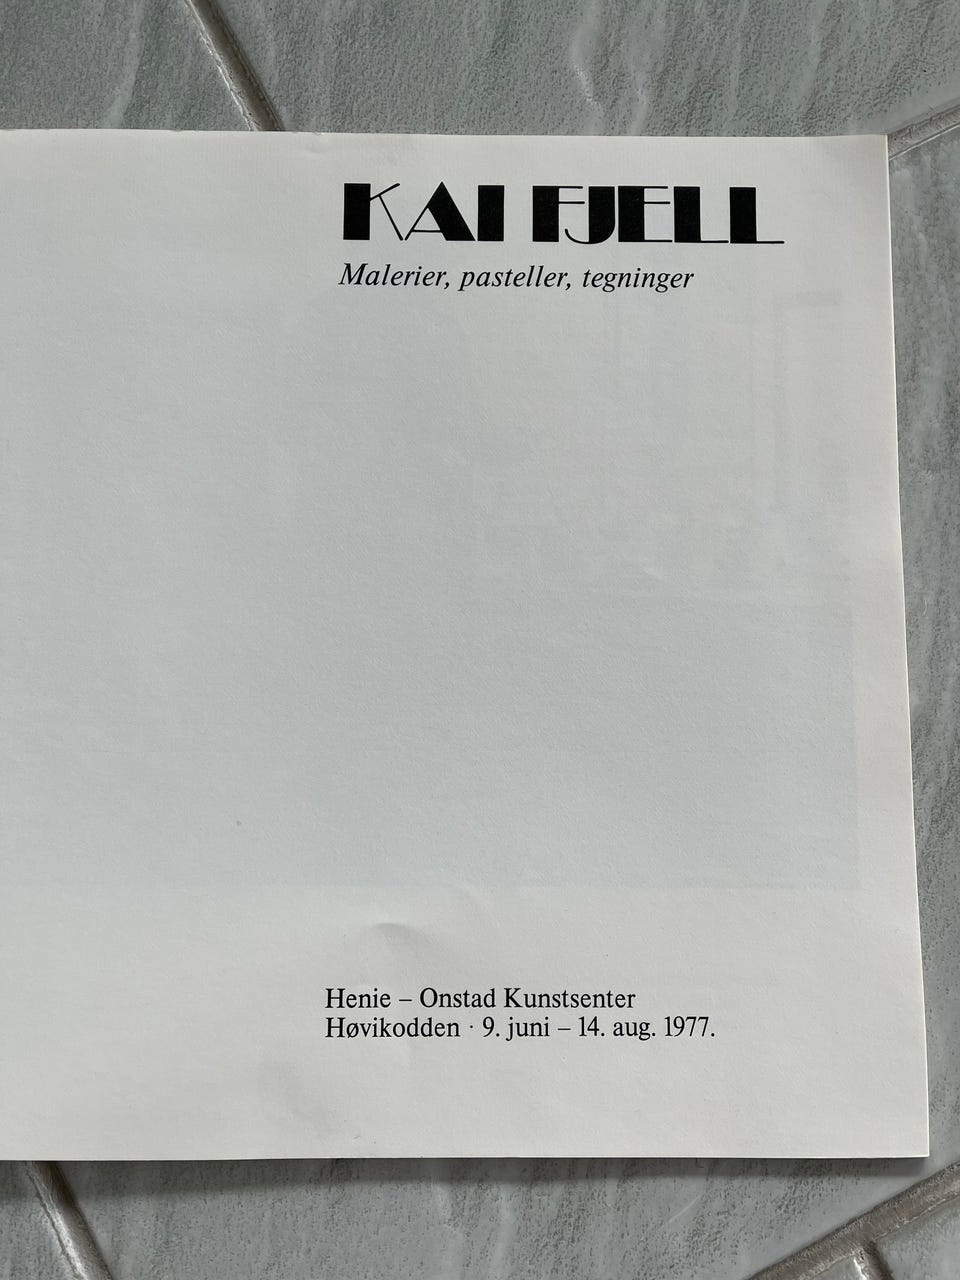 KAI FJELL
Malerier, pasteller, tegninger
Henie – Onstad Kunstsenter
Høvikodden · 9. juni – 14. aug. 1977.